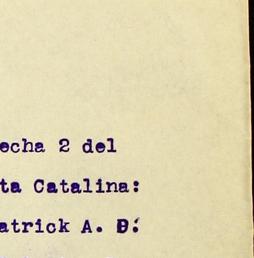 echa 2 del
ta Catalina:
atrick A. D: